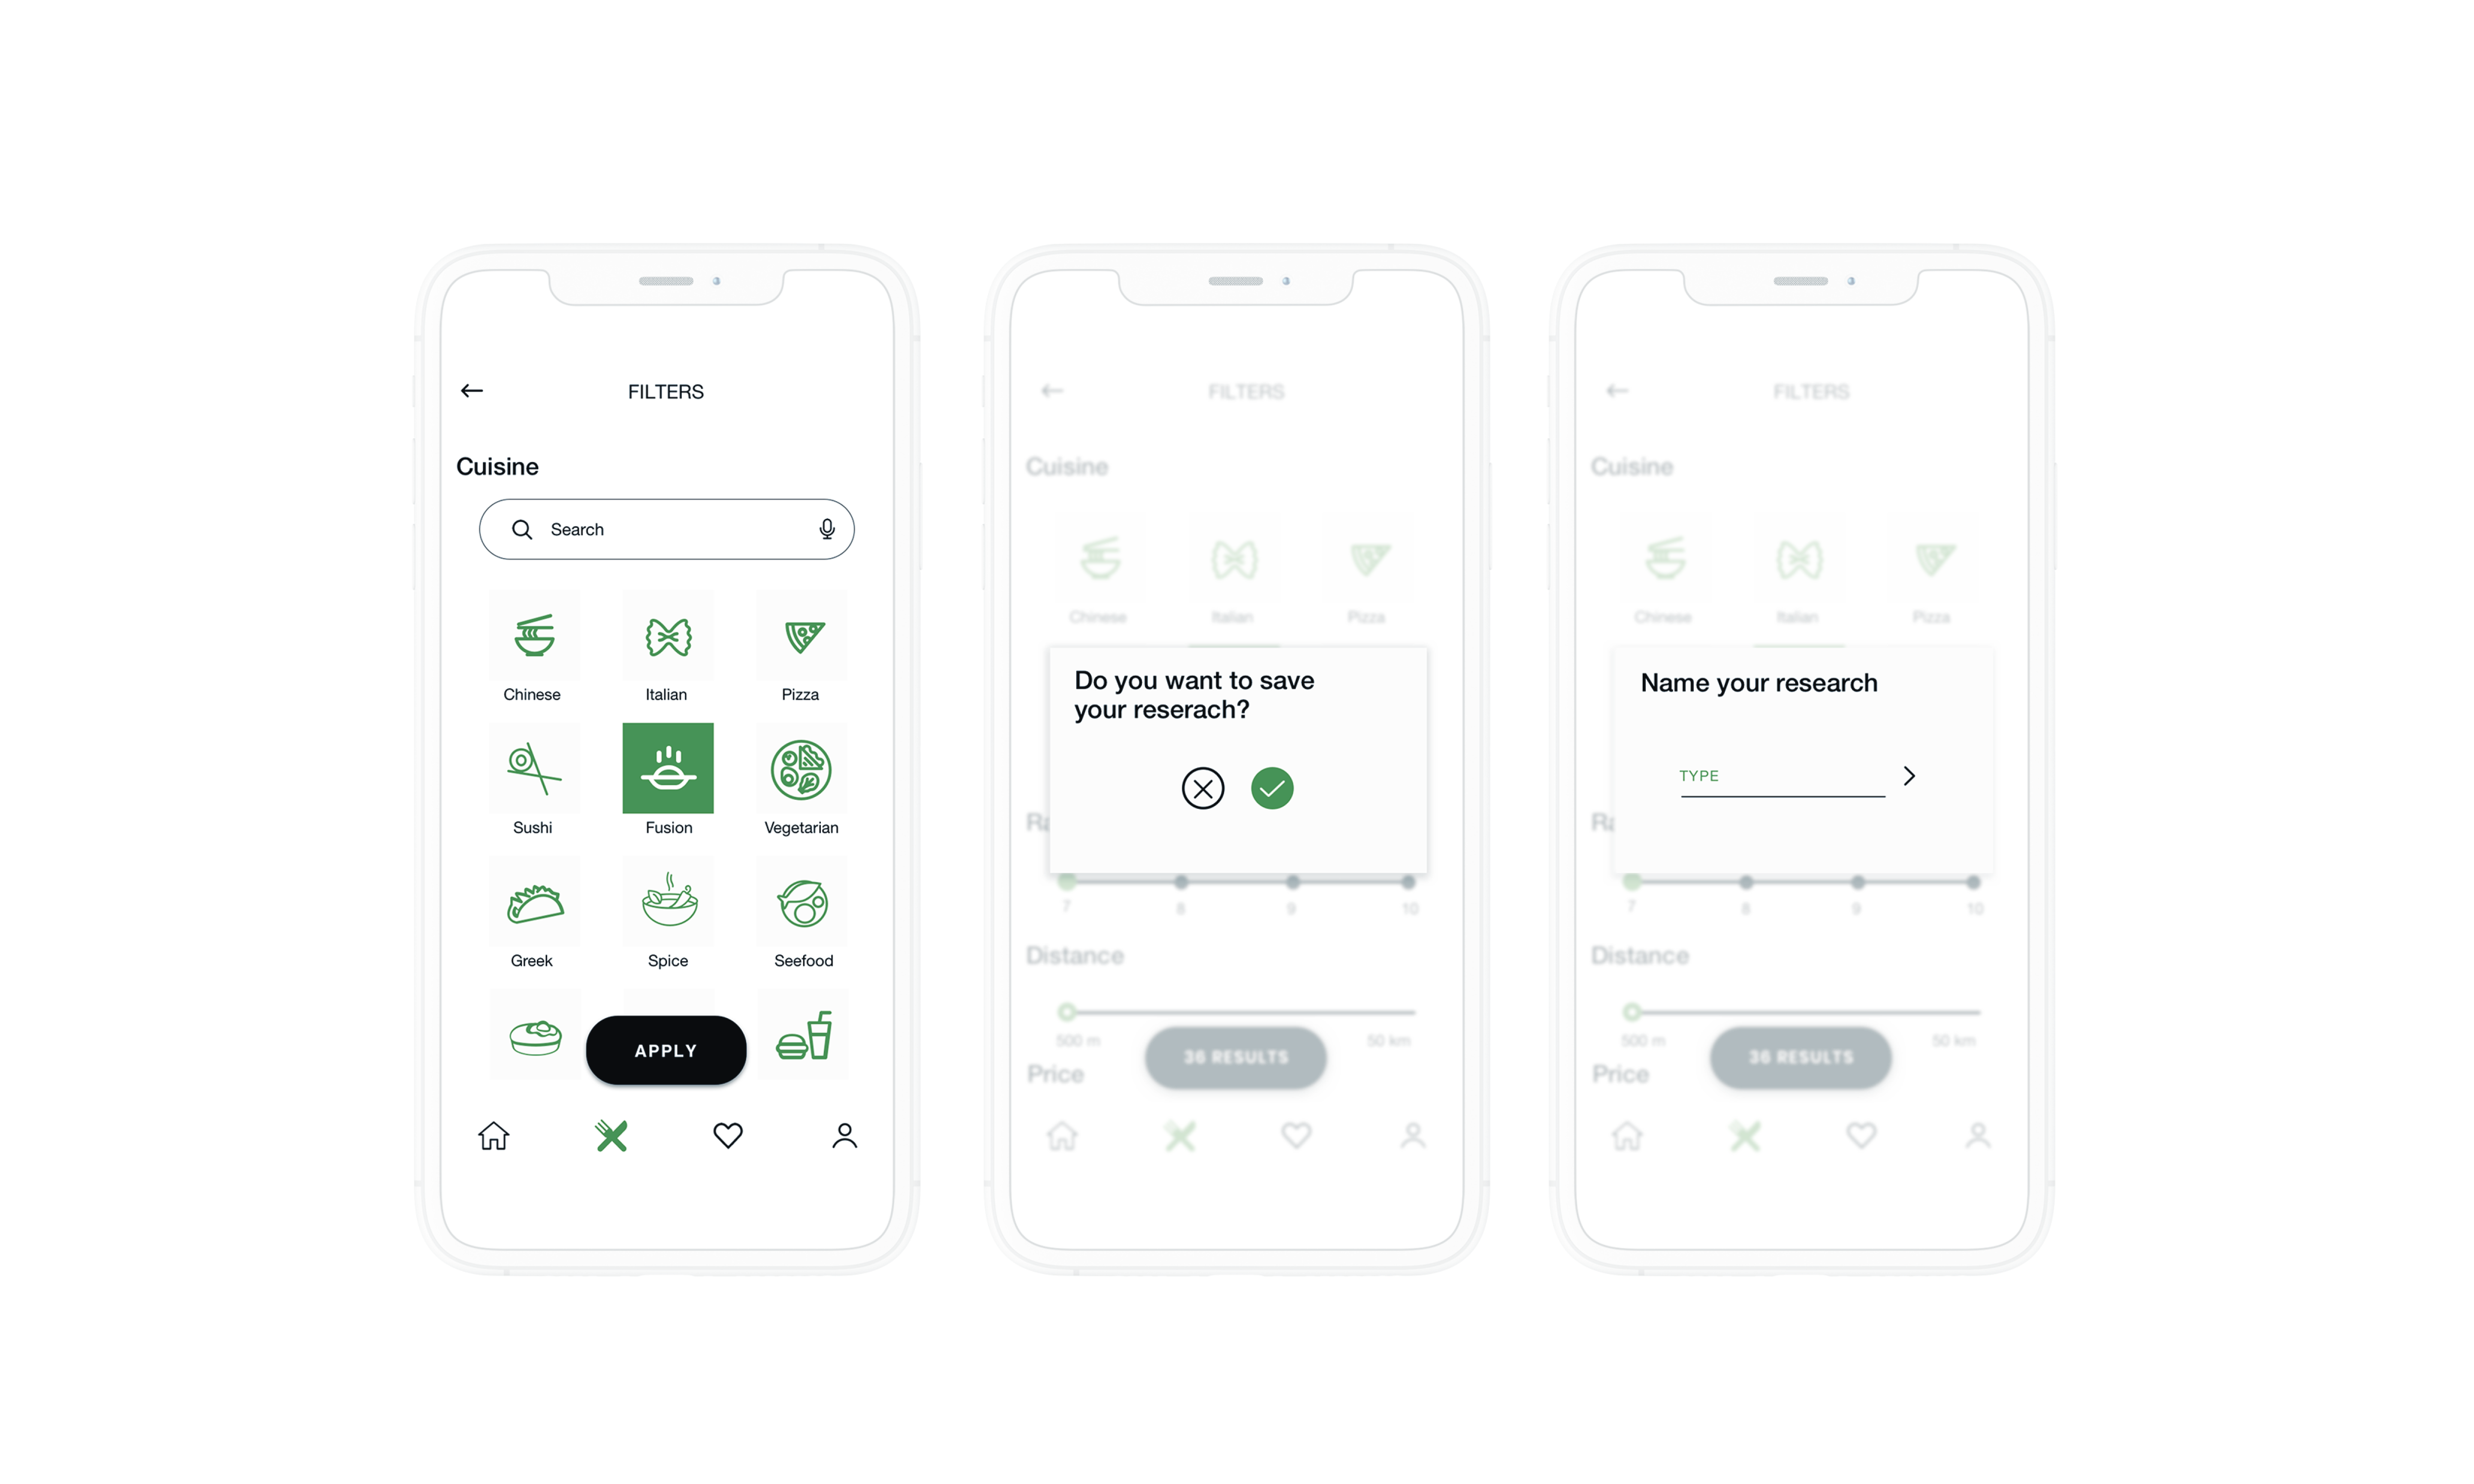 FILTERS
Cuisine
Search
Chinese Italian Pizza
Sushi Fusion Vegetarian
Greek Spice Seefood
APPLY
FILTERS
Cuisine
Chinese Italian Pizza
Do you want to save
your reserach?
Ra
7 8 9 10
Distance
500 m 50 km
36 RESULTS
Price
FILTERS
Cuisine
Chinese Italian Pizza
Name your research
TYPE
Ra
7 8 9 10
Distance
500 m 50 km
36 RESULTS
Price